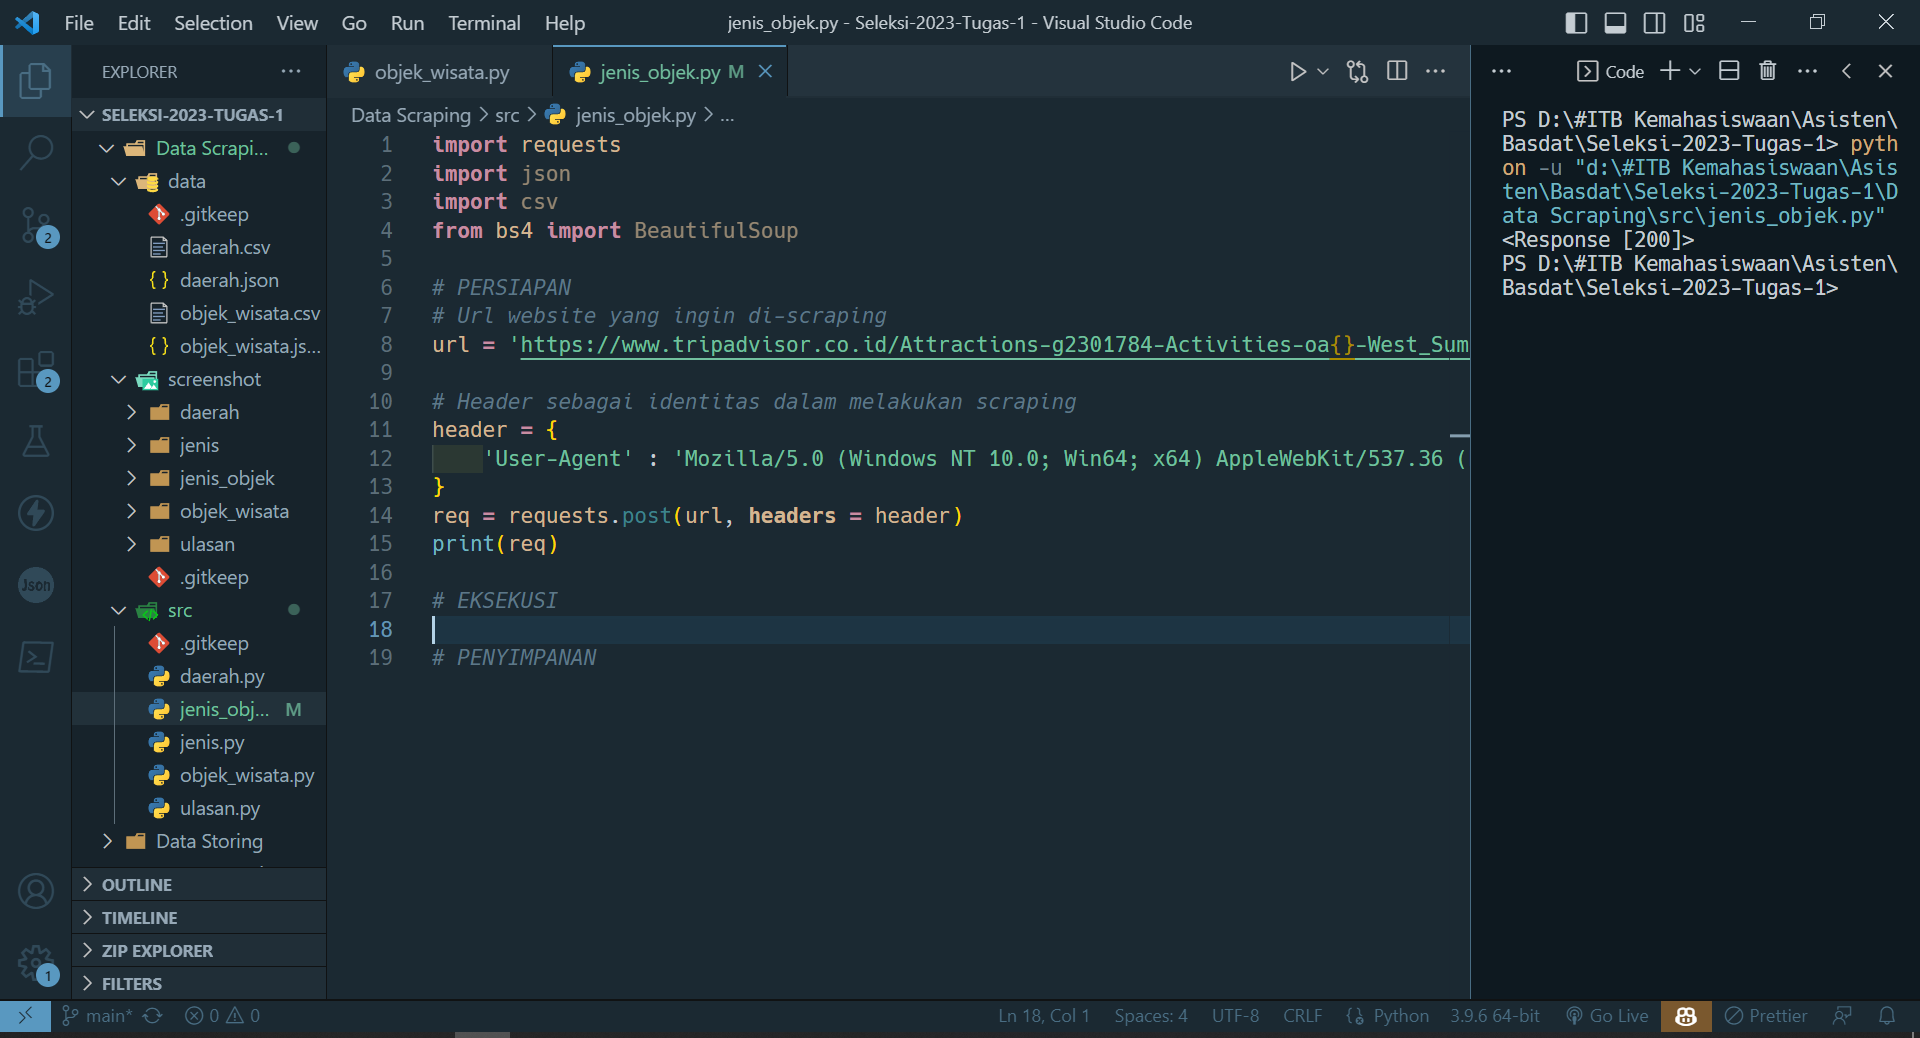 File Edit Selection View Go Run Terminal Help
jenis_objek.py - Seleksi-2023-Tugas-1 - Visual Studio Code
EXPLORER
SELEKSI-2023-TUGAS-1
Data Scrapi...
data
.gitkeep
daerah.csv
daerah.json
objek_wisata.csv
objek_wisata.js...
screenshot
daerah
jenis
jenis_objek
objek_wisata
ulasan
.gitkeep
src
.gitkeep
daerah.py
jenis_obj... M
jenis.py
objek_wisata.py
ulasan.py
Data Storing
OUTLINE
TIMELINE
ZIP EXPLORER
FILTERS
2
2
Json
1
objek_wisata.py
jenis_objek.py M
Data Scraping > src > jenis_objek.py > ...
1 import requests
2 import json
3 import csv
4 from bs4 import BeautifulSoup
5
6 # PERSIAPAN
7 # Url website yang ingin di-scraping
8 url = 'https://www.tripadvisor.co.id/Attractions-g2301784-Activities-oa{}-West_Sum
9
10 # Header sebagai identitas dalam melakukan scraping
11 header = {
12 'User-Agent' : 'Mozilla/5.0 (Windows NT 10.0; Win64; x64) AppleWebKit/537.36 (
13 }
14 req = requests.post(url, headers = header)
15 print(req)
16
17 # EKSEKUSI
18
19 # PENYIMPANAN
Code
PS D:\#ITB Kemahasiswaan\Asisten\
Basdat\Seleksi-2023-Tugas-1> pyth
on -u "d:\#ITB Kemahasiswaan\Asis
ten\Basdat\Seleksi-2023-Tugas-1\D
ata Scraping\src\jenis_objek.py"
<Response [200]>
PS D:\#ITB Kemahasiswaan\Asisten\
Basdat\Seleksi-2023-Tugas-1>
main* 0 0
Ln 18, Col 1 Spaces: 4 UTF-8 CRLF Python 3.9.6 64-bit Go Live Prettier